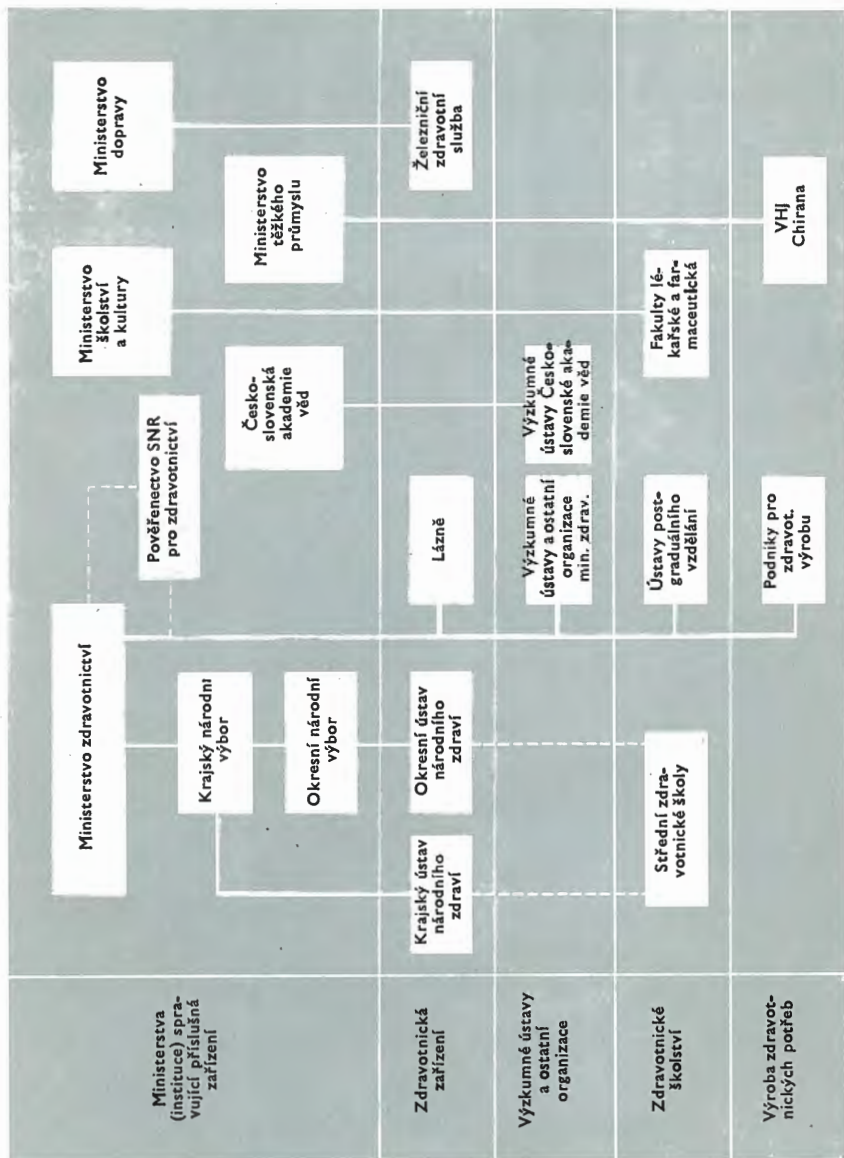 Ministerstva
(instituce) spra-
vující příslušná
zařízení
Ministerstvo zdravotnictví
Pověřenectvo SNR
pro zdravotnictví
Ministerstvo
školství
a kultury
Ministerstvo
dopravy
Krajský národní
výbor
Česko-
slovenská
akademie
věd
Ministerstvo
těžkého
průmyslu
Okresní národní
výbor
Zdravotnická
zařízení
Krajský ústav
národního
zdraví
Okresní ústav
národního
zdraví
Lázně
Železniční
zdravotní
služba
Výzkumné ústavy
a ostatní
organizace
Výzkumné
ústavy a ostatní
organizace
min. zdrav.
Výzkumné
ústavy Česko-
slovenské aka-
demie věd
Zdravotnické
školství
Střední zdra-
votnické školy
Ústavy post-
graduálního
vzdělání
Fakulty lé-
kařské a far-
maceutická
Výroba zdravot-
nických potřeb
Podniky pro
zdravot.
výrobu
VHJ
Chirana